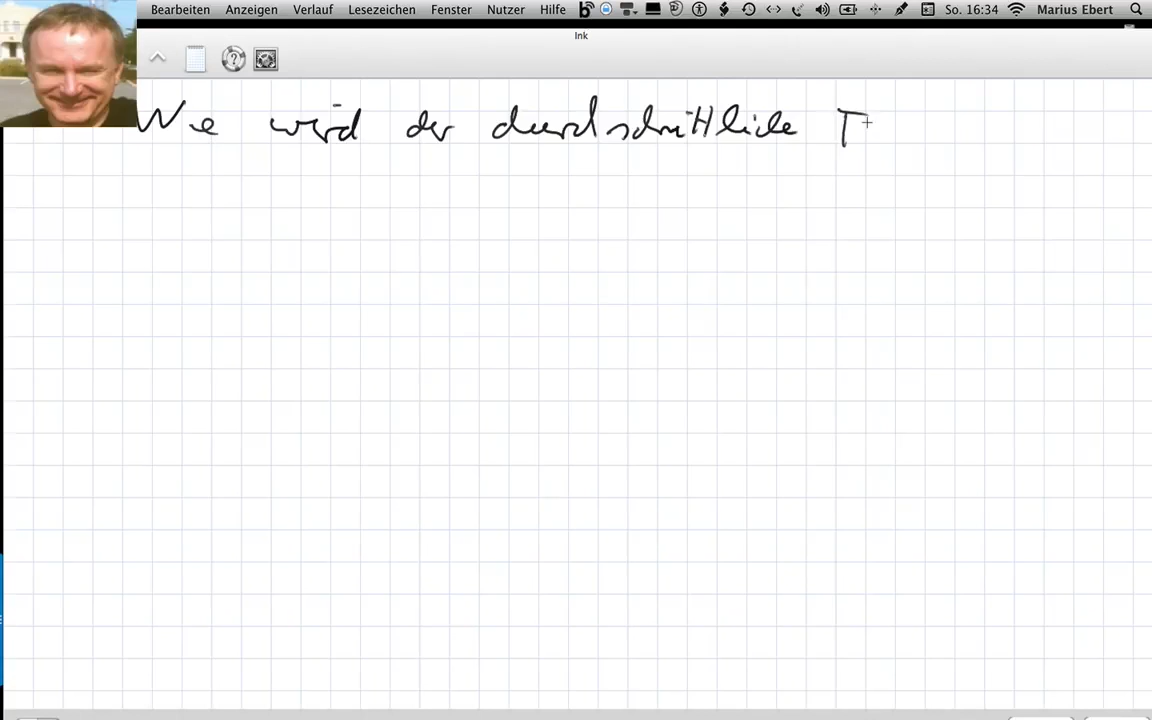 Bearbeiten Anzeigen Verlauf Lesezeichen Fenster Nutzer Hilfe So. 16:34 Marius Ebert
Ink
Wie wird der durchschnittliche T